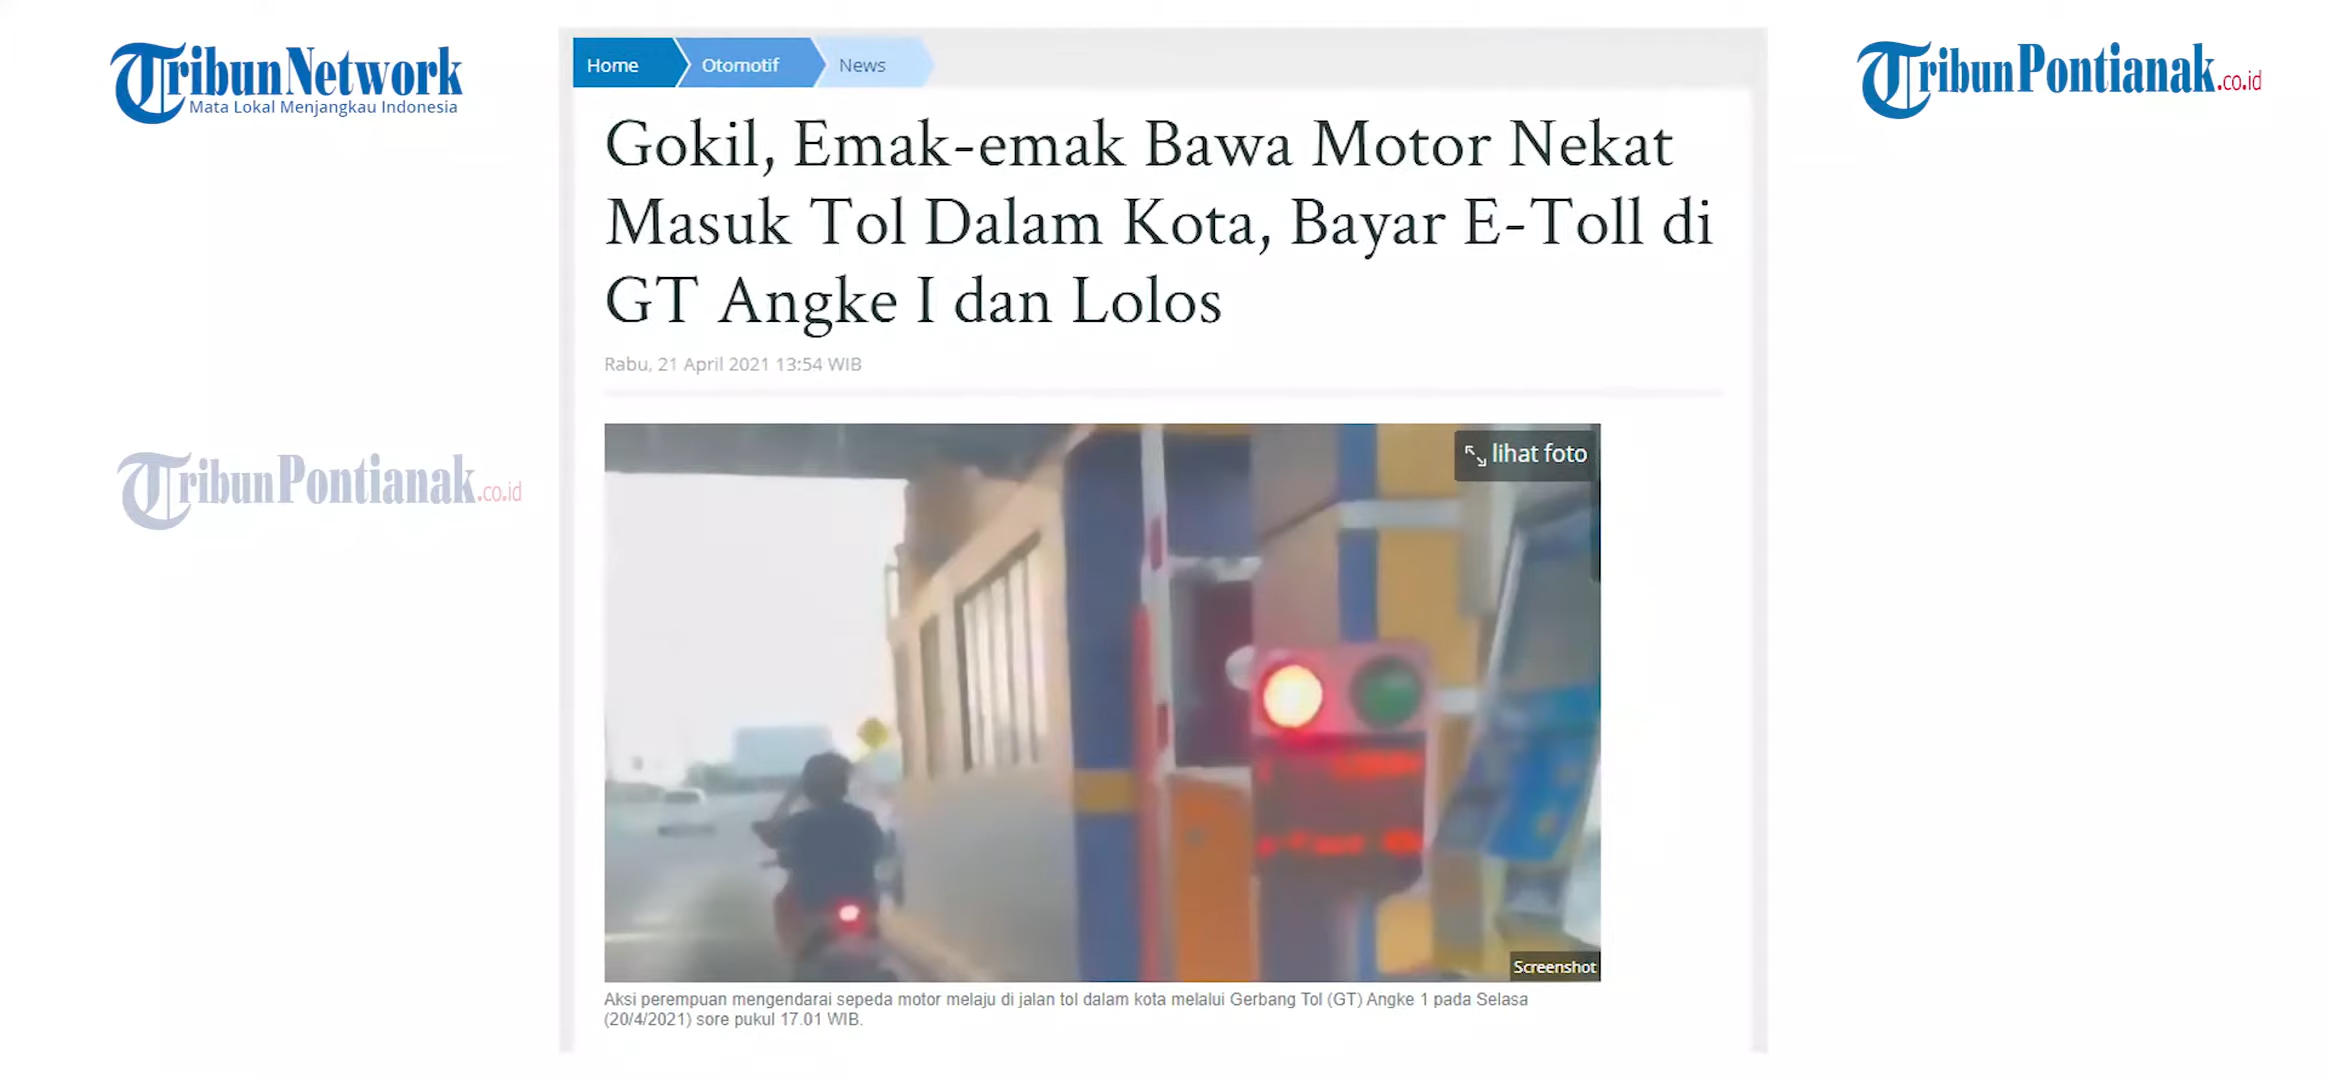 TribunNetwork
Mata Lokal Menjangkau Indonesia
TribunPontianak.co.id
Home
Otomotif
News
Gokil, Emak-emak Bawa Motor Nekat
Masuk Tol Dalam Kota, Bayar E-Toll di
GT Angke I dan Lolos
Rabu, 21 April 2021 13:54 WIB
TribunPontianak.co.id
lihat foto
Screenshot
Aksi perempuan mengendarai sepeda motor melaju di jalan tol dalam kota melalui Gerbang Tol (GT) Angke 1 pada Selasa
(20/4/2021) sore pukul 17.01 WIB.